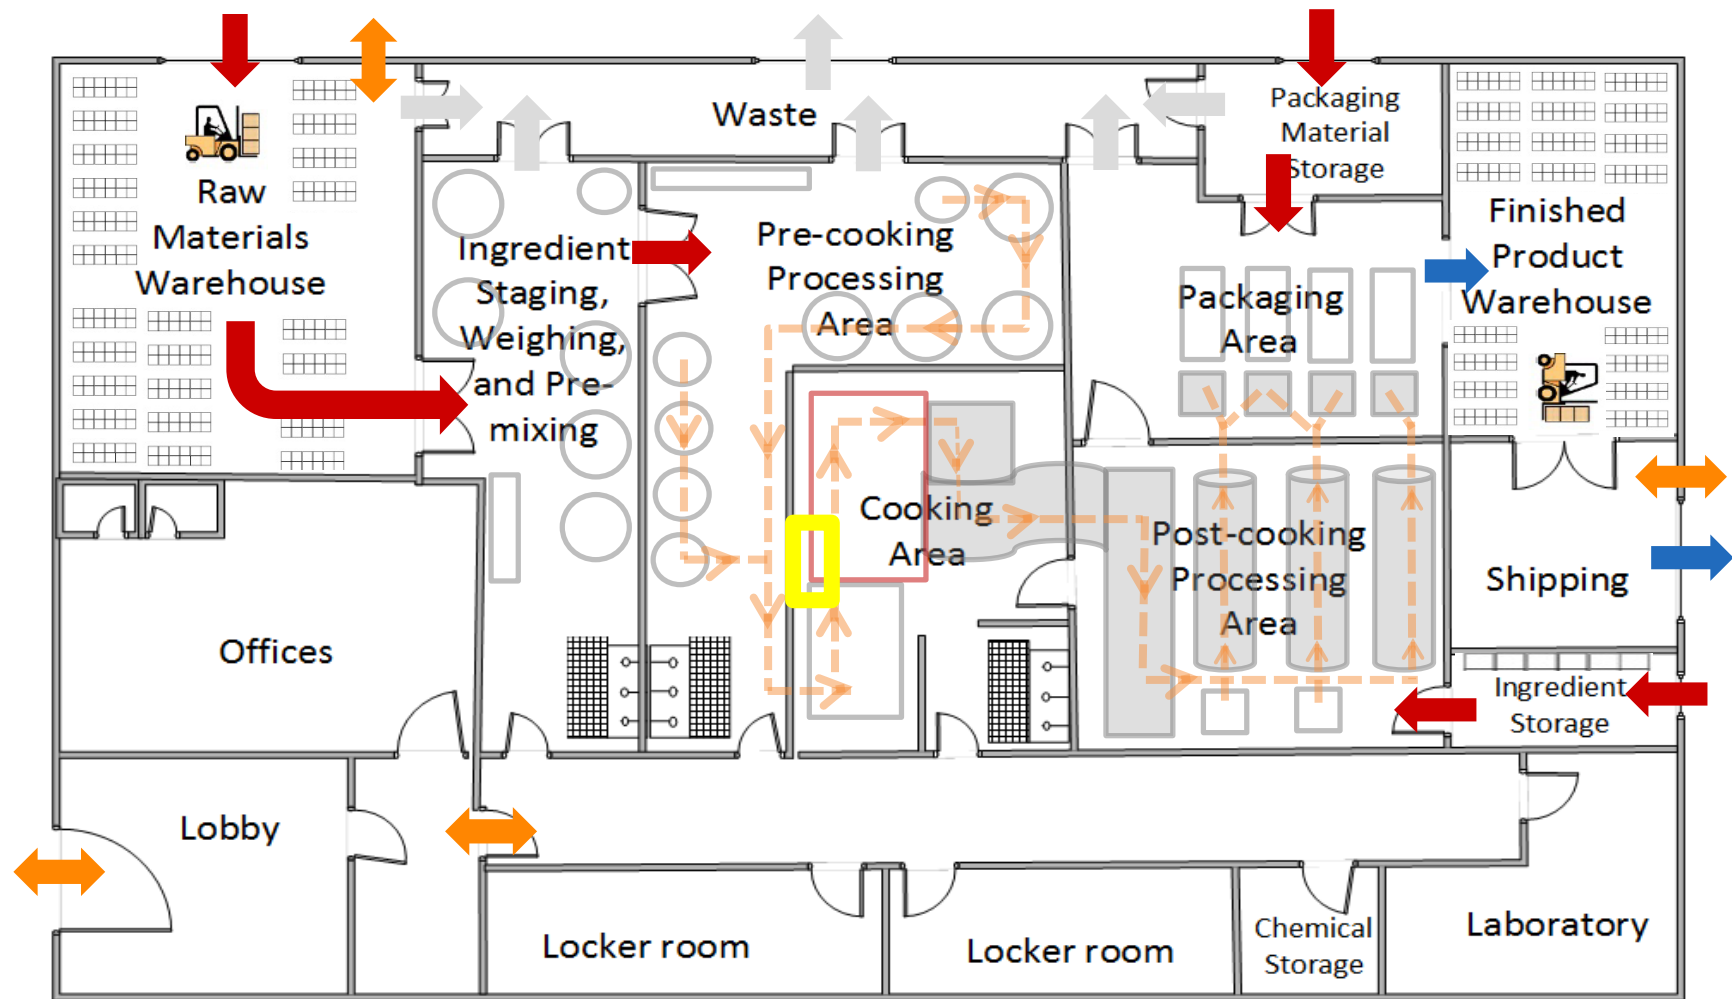 Waste
Packaging
Material
Storage
Raw
Materials
Warehouse
Ingredient
Staging,
Weighing,
and Pre-
mixing
Pre-cooking
Processing
Area
Packaging
Area
Finished
Product
Warehouse
Cooking
Area
Post-cooking
Processing
Area
Shipping
Ingredient
Storage
Offices
Lobby
Locker room
Locker room
Chemical
Storage
Laboratory